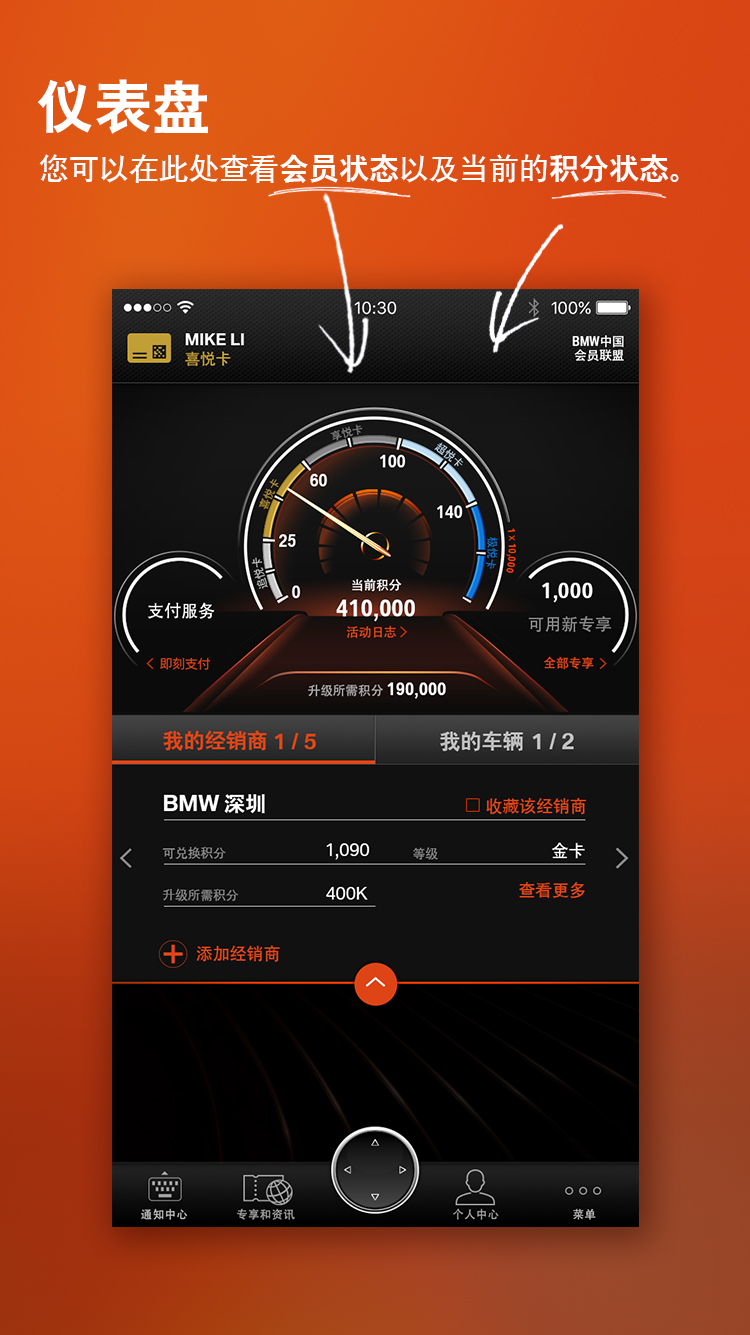 仪表盘
您可以在此处查看会员状态以及当前的积分状态。
10:30
100%
MIKE LI
喜悦卡
BMW中国
会员联盟
追悦卡
喜悦卡
享悦卡
超悦卡
极悦卡
0
25
60
100
140
1 x 10,000
当前积分
410,000
活动日志
支付服务
即刻支付
1,000
可用新专享
全部专享
升级所需积分 190,000
我的经销商 1 / 5
我的车辆 1 / 2
BMW 深圳
收藏该经销商
可兑换积分 1,090
等级 金卡
升级所需积分 400K
查看更多
添加经销商
通知中心
专享和资讯
个人中心
菜单